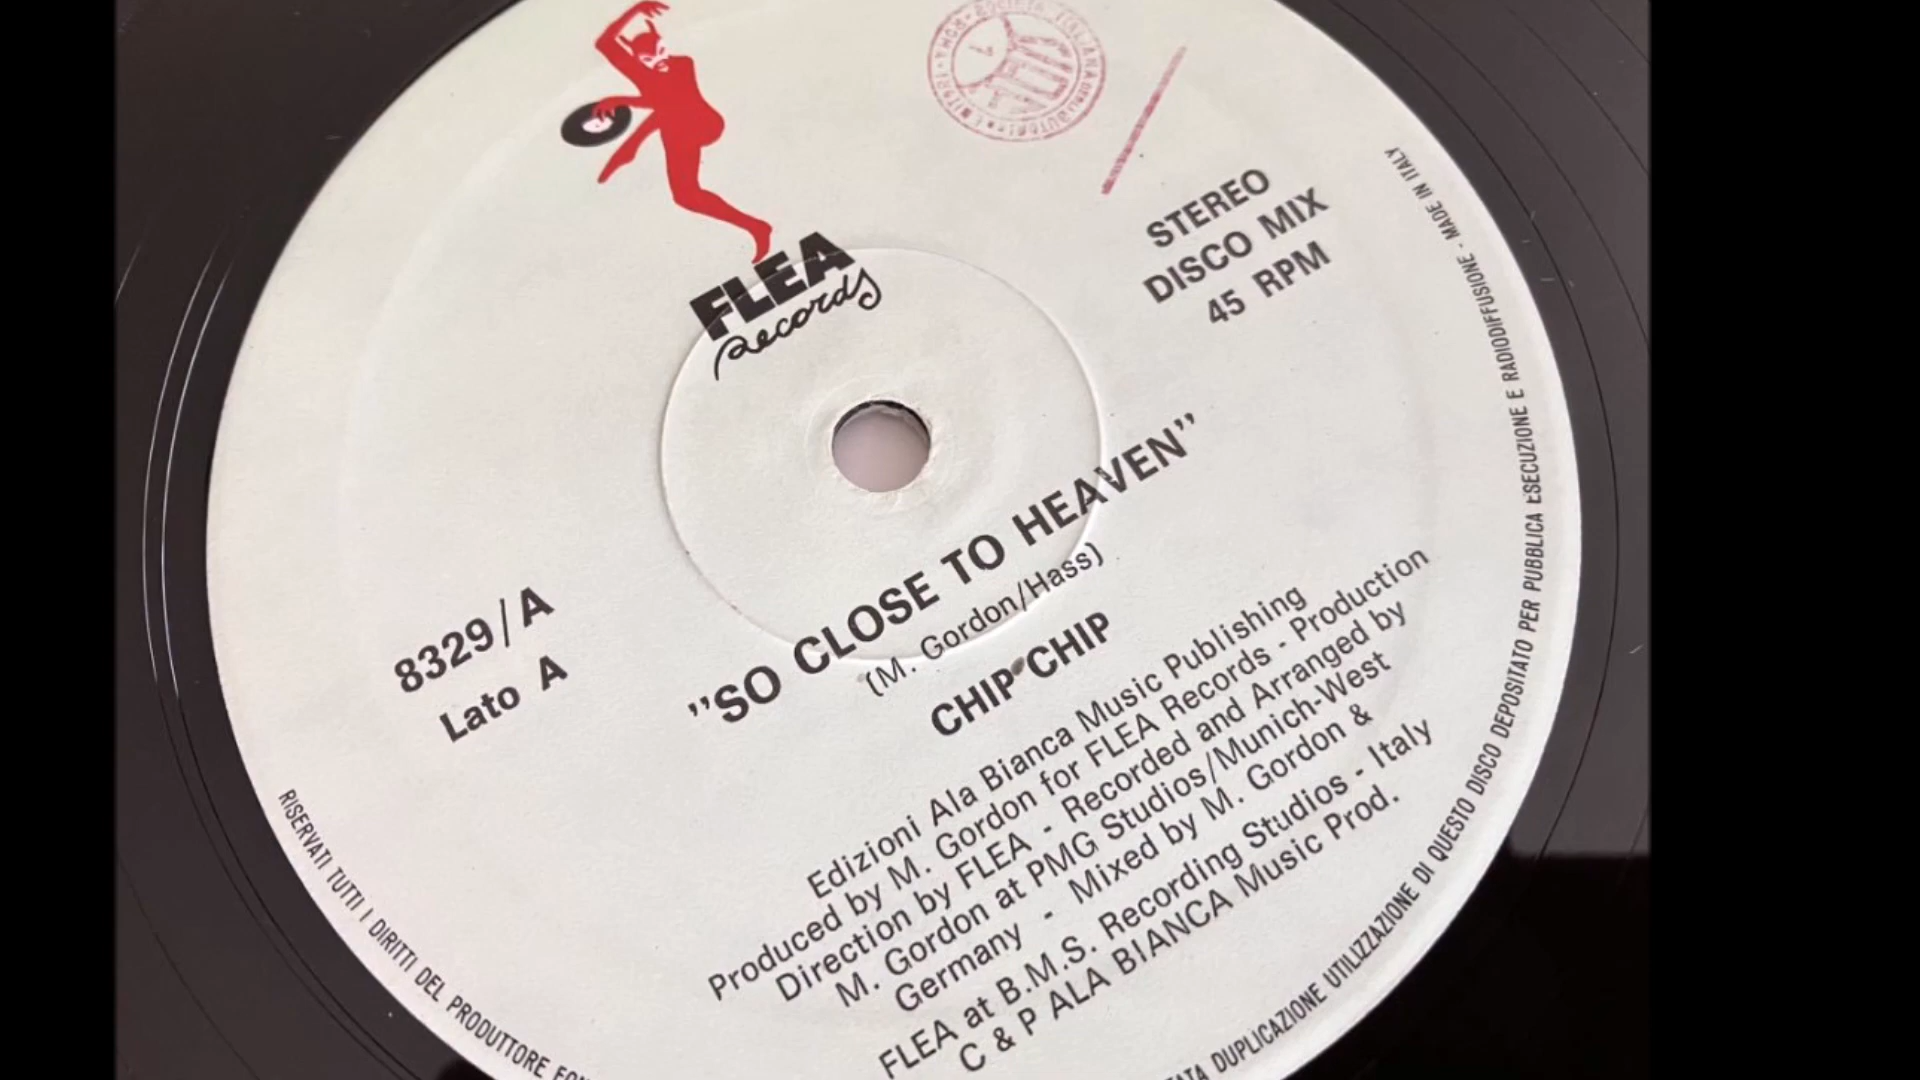 FLEA
Records
STEREO
DISCO MIX
45 RPM
8329/A
Lato A
"SO CLOSE TO HEAVEN"
(M. Gordon/Hass)
CHIP CHIP
Edizioni Ala Bianca Music Publishing
Produced by M. Gordon for FLEA Records - Production
Direction by FLEA - Recorded and Arranged by
M. Gordon at PMG Studios/Munich-West
Germany - Mixed by M. Gordon &
FLEA at B.M.S. Recording Studios - Italy
C & P ALA BIANCA Music Prod.
RISERVATI TUTTI I DIRITTI DEL PRODUTTORE
DUPLICAZIONE UTILIZZAZIONE DI QUESTO DISCO DEPOSITATO PER PUBBLICA ESECUZIONE E RADIODIFFUSIONE - MADE IN ITALY